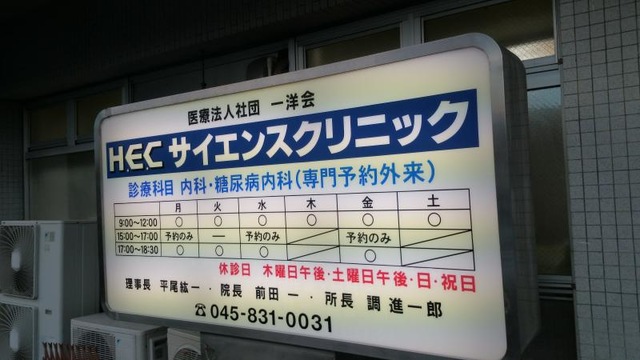 医療法人社団 一洋会
H.E.C サイエンスクリニック
診療科目 内科・糖尿病内科(専門予約外来)
月 火 水 木 金 土
9:00〜12:00 ○ ○ ○ ○ ○ ○
15:00〜17:00 予約のみ — 予約のみ 予約のみ
17:00〜18:30 ○ ○ ○ ○
休診日 木曜日午後・土曜日午後・日・祝日
理事長 平尾紘一・院長 前田 一・所長 調 進一郎
☎045-831-0031